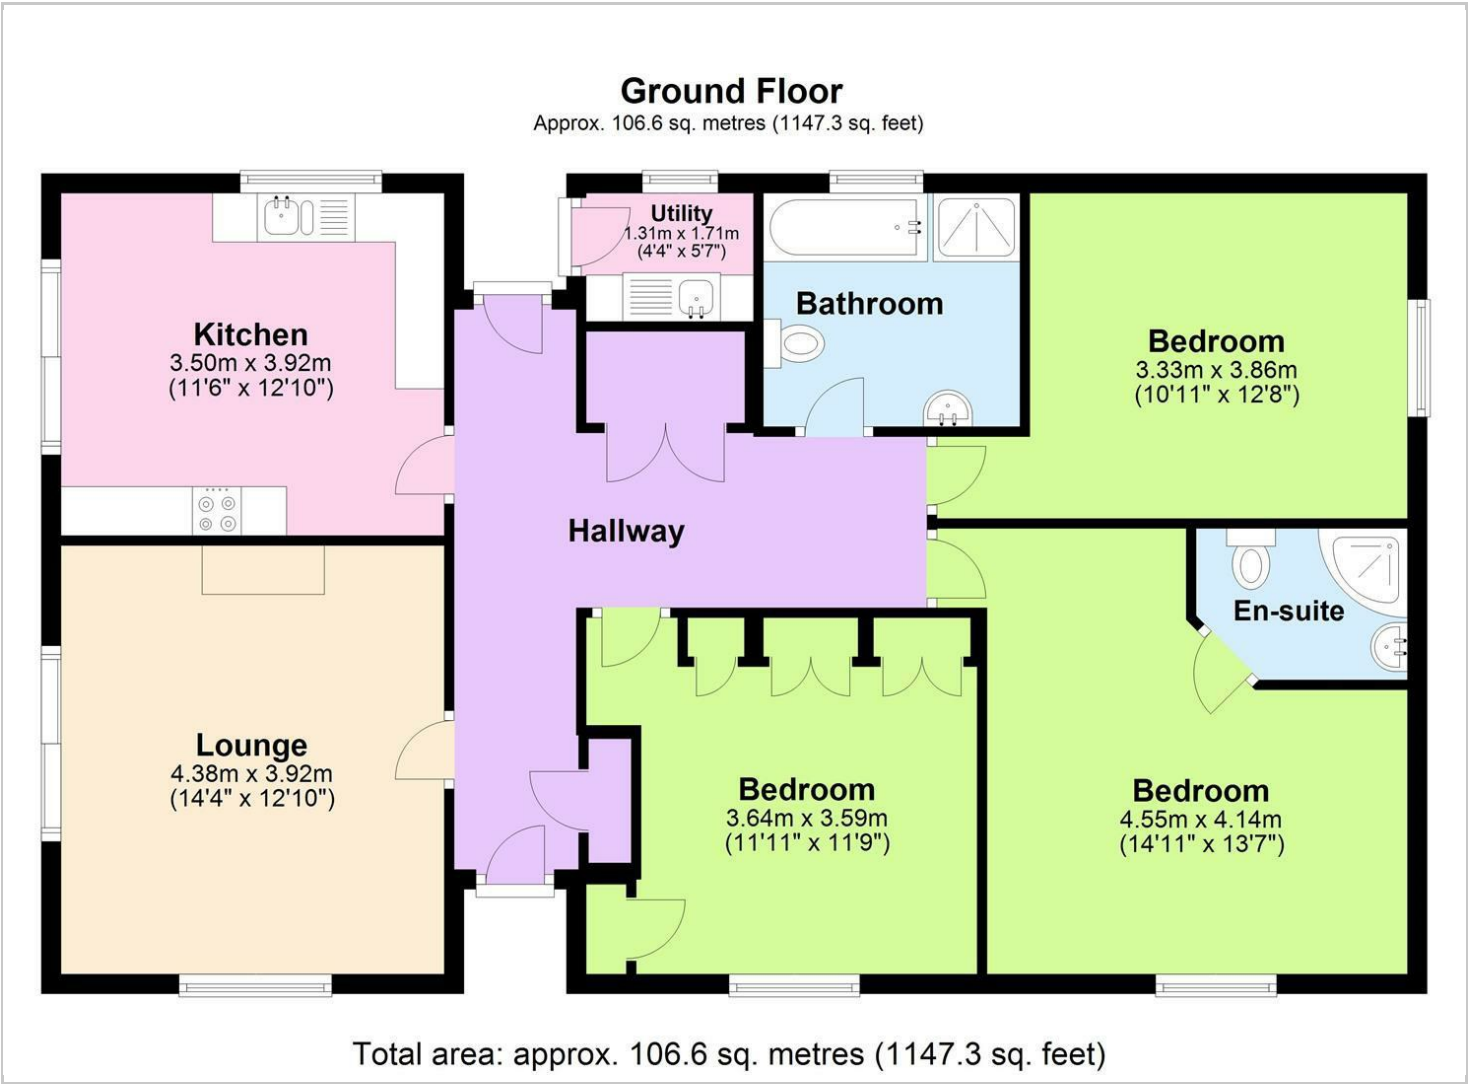 Ground Floor
Approx. 106.6 sq. metres (1147.3 sq. feet)
Utility
1.31m x 1.71m
(4'4" x 5'7")
Bathroom
Kitchen
3.50m x 3.92m
(11'6" x 12'10")
Bedroom
3.33m x 3.86m
(10'11" x 12'8")
Hallway
En-suite
Lounge
4.38m x 3.92m
(14'4" x 12'10")
Bedroom
3.64m x 3.59m
(11'11" x 11'9")
Bedroom
4.55m x 4.14m
(14'11" x 13'7")
Total area: approx. 106.6 sq. metres (1147.3 sq. feet)